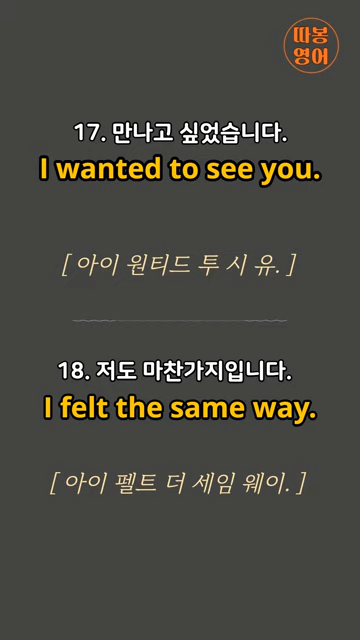 따봉
영어
17. 만나고 싶었습니다.
I wanted to see you.
[ 아이 원티드 투 시 유. ]
18. 저도 마찬가지입니다.
I felt the same way.
[ 아이 펠트 더 세임 웨이. ]